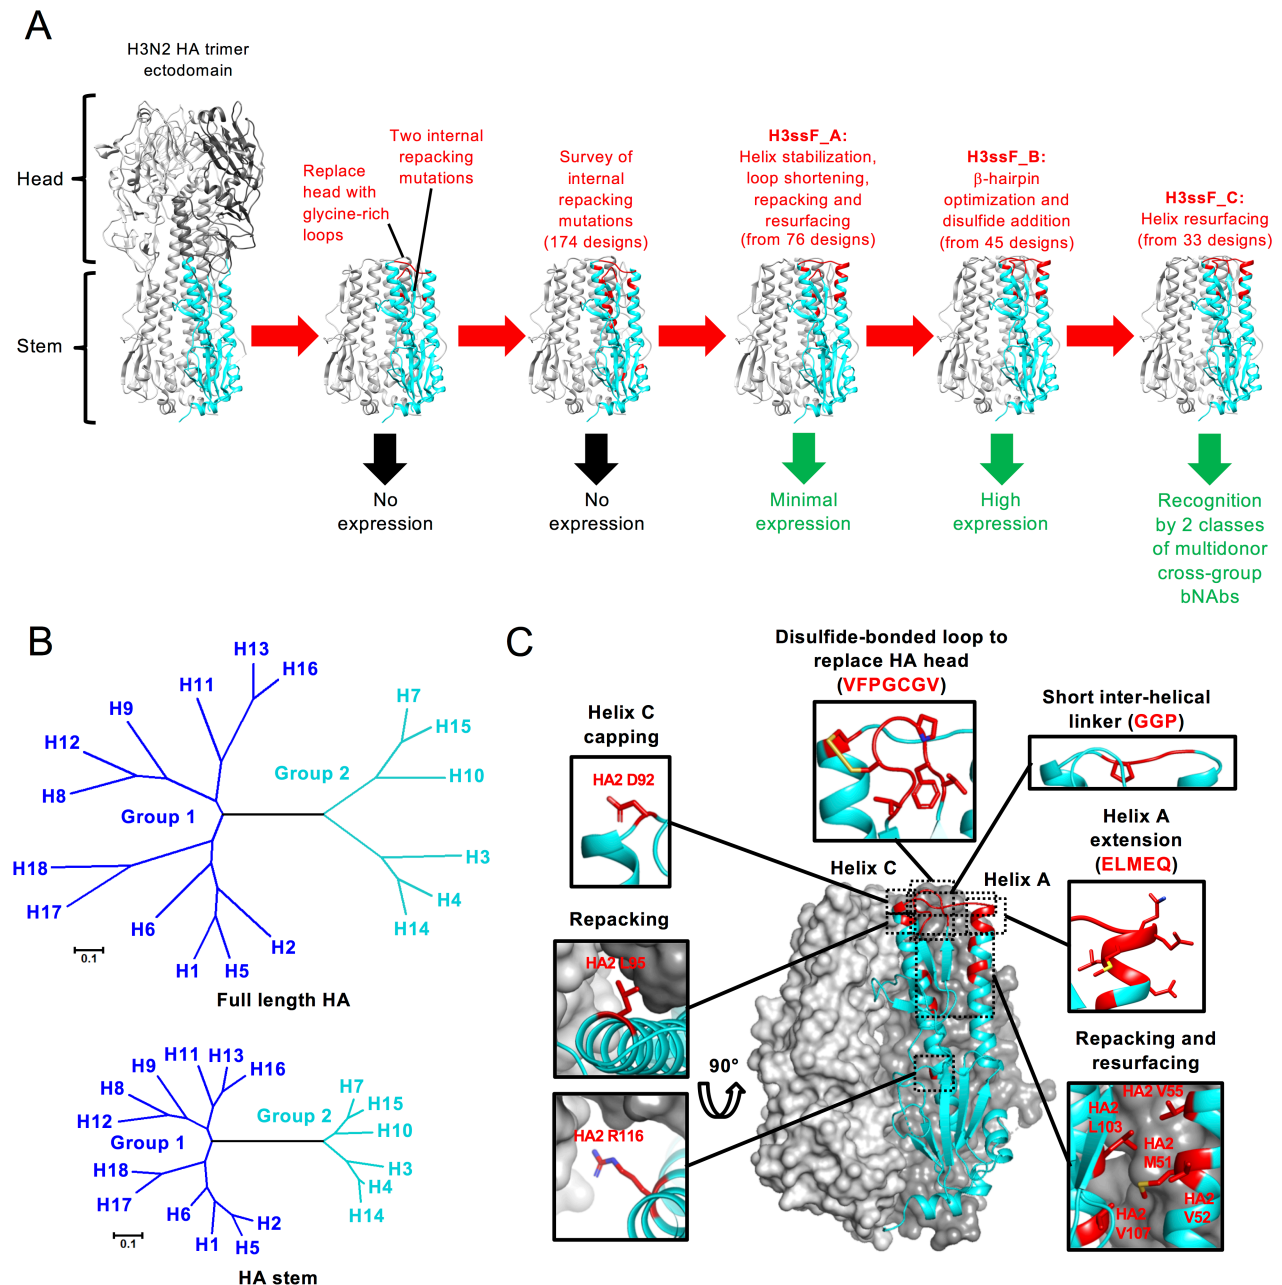 A
H3N2 HA trimer
ectodomain
Head
Stem
Replace
head with
glycine-rich
loops
Two internal
repacking
mutations
Survey of
internal
repacking
mutations
(174 designs)
H3ssF_A:
Helix stabilization,
loop shortening,
repacking and
resurfacing
(from 76 designs)
H3ssF_B:
β-hairpin
optimization and
disulfide addition
(from 45 designs)
H3ssF_C:
Helix resurfacing
(from 33 designs)
No
expression
No
expression
Minimal
expression
High
expression
Recognition
by 2 classes
of multidonor
cross-group
bNAbs
B
H13
H16
H11
H9
H12
H8
Group 1
H18
H17
H6
H1
H5
H2
H7
H15
Group 2
H10
H3
H4
H14
0.1
Full length HA
H11
H13
H9
H16
H8
H12
Group 1
H18
H17
H6
H1
H5
H2
H7
H15
Group 2
H10
H3
H4
H14
0.1
HA stem
C
Disulfide-bonded loop to
replace HA head
(VFPGCGV)
Short inter-helical
linker (GGP)
Helix C
capping
HA2 D92
Helix A
extension
(ELMEQ)
Helix C
Helix A
Repacking
HA2 L95
HA2 R116
90°
Repacking and
resurfacing
HA2 V55
HA2
L103
HA2
M51
HA2
V52
HA2
V107